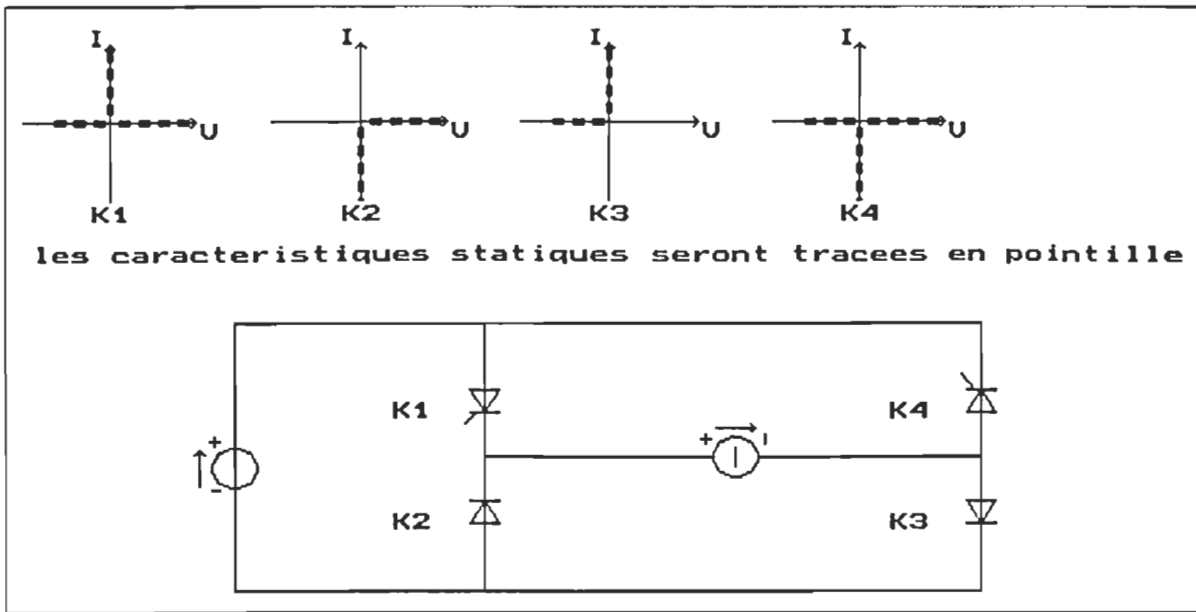 I I I I
U U U U
K1 K2 K3 K4
les caracteristiques statiques seront tracees en pointille
K1 K4
+ + I I
-
K2 K3